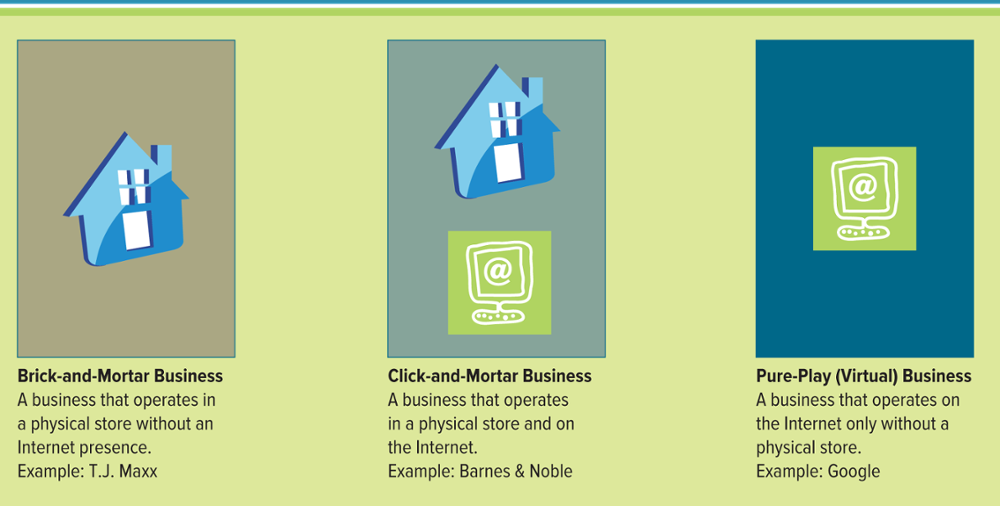 @
@
@
Brick-and-Mortar Business
A business that operates in
a physical store without an
Internet presence.
Example: T.J. Maxx
Click-and-Mortar Business
A business that operates
in a physical store and on
the Internet.
Example: Barnes & Noble
Pure-Play (Virtual) Business
A business that operates on
the Internet only without a
physical store.
Example: Google